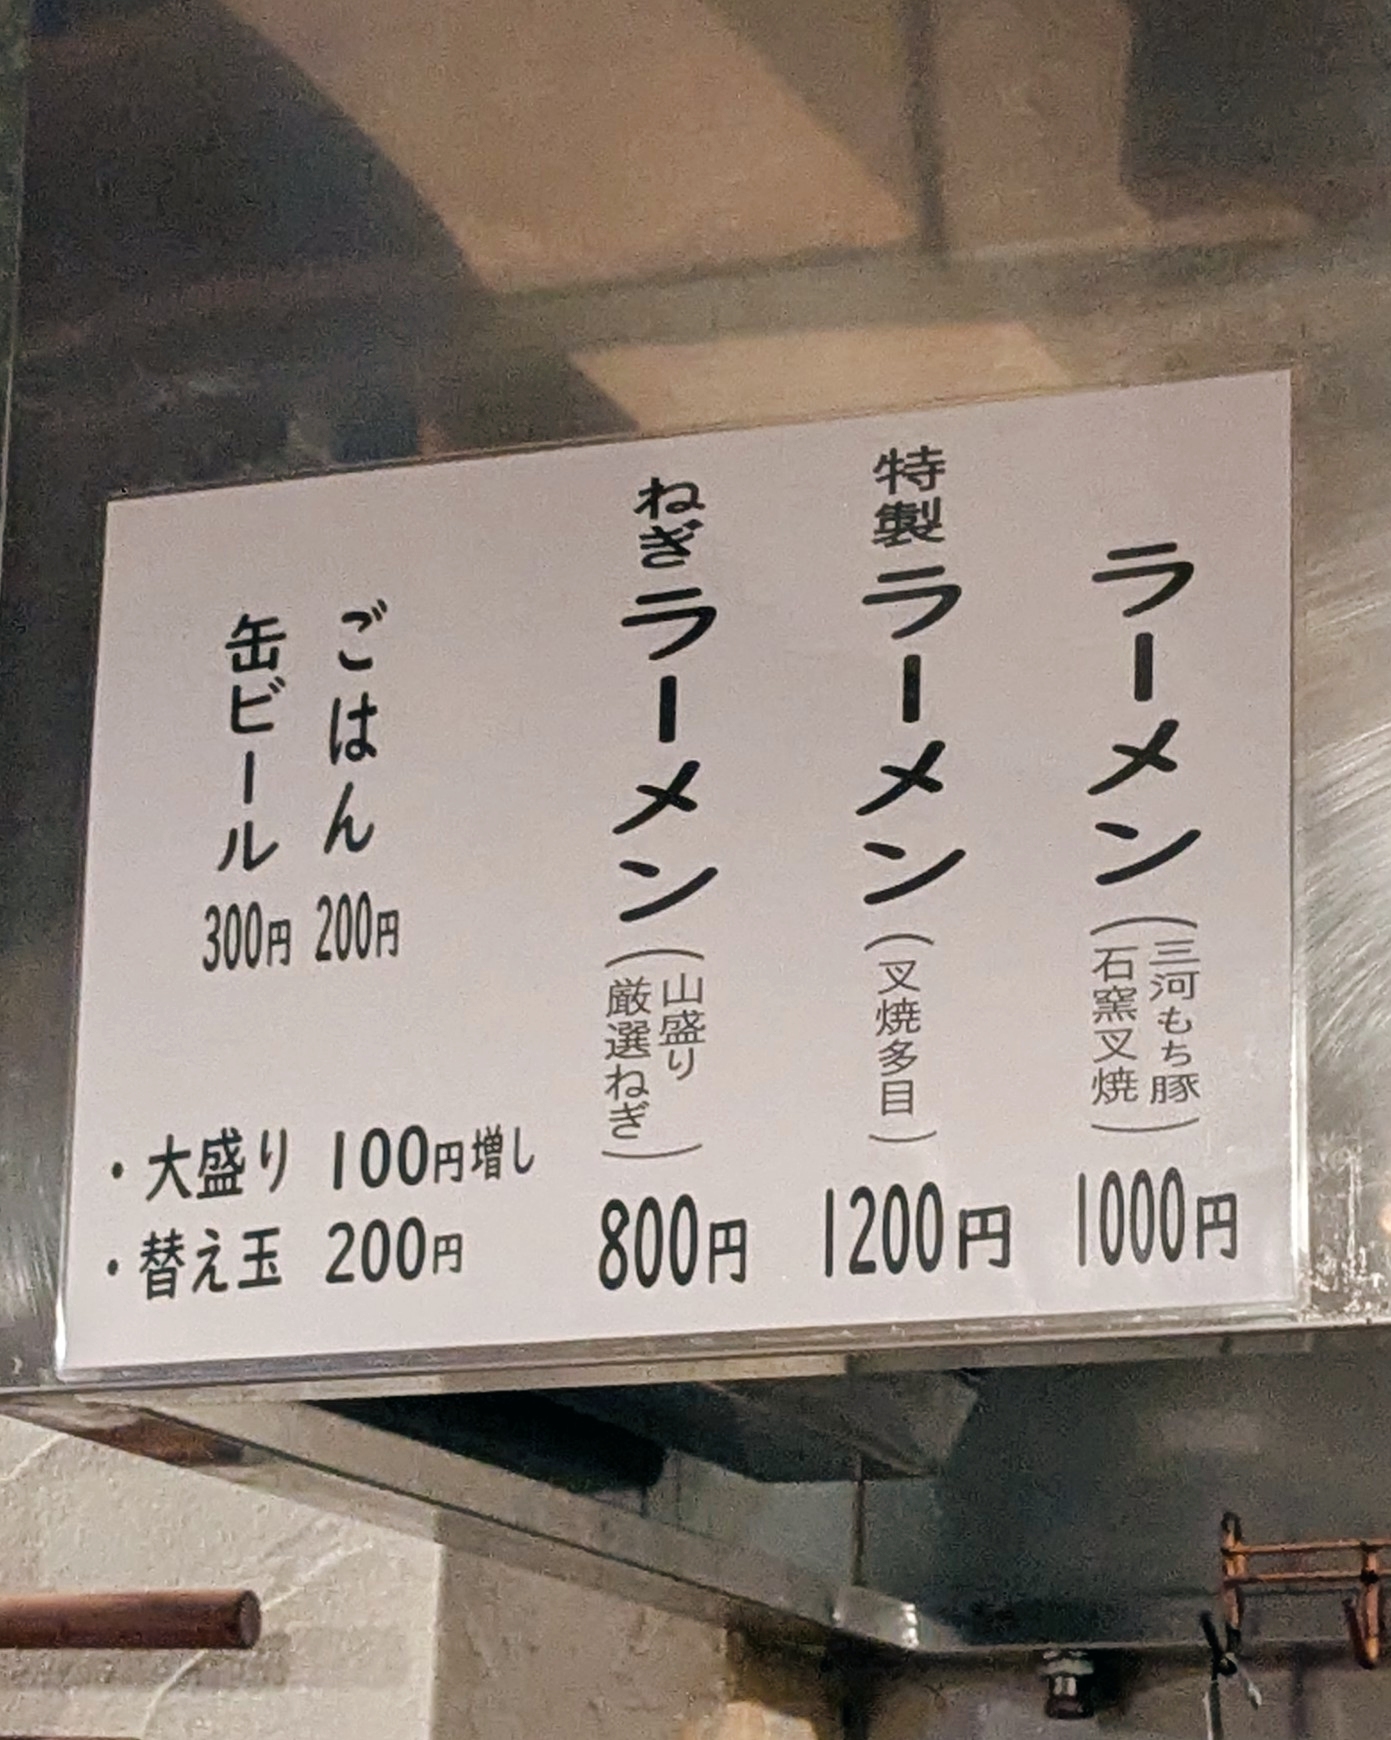 ラーメン(三河もち豚
石窯叉焼)1000円
特製ラーメン(叉焼多目)1200円
ねぎラーメン(山盛り
厳選ねぎ)800円
ごはん 200円
缶ビール 300円
・大盛り 100円増し
・替え玉 200円